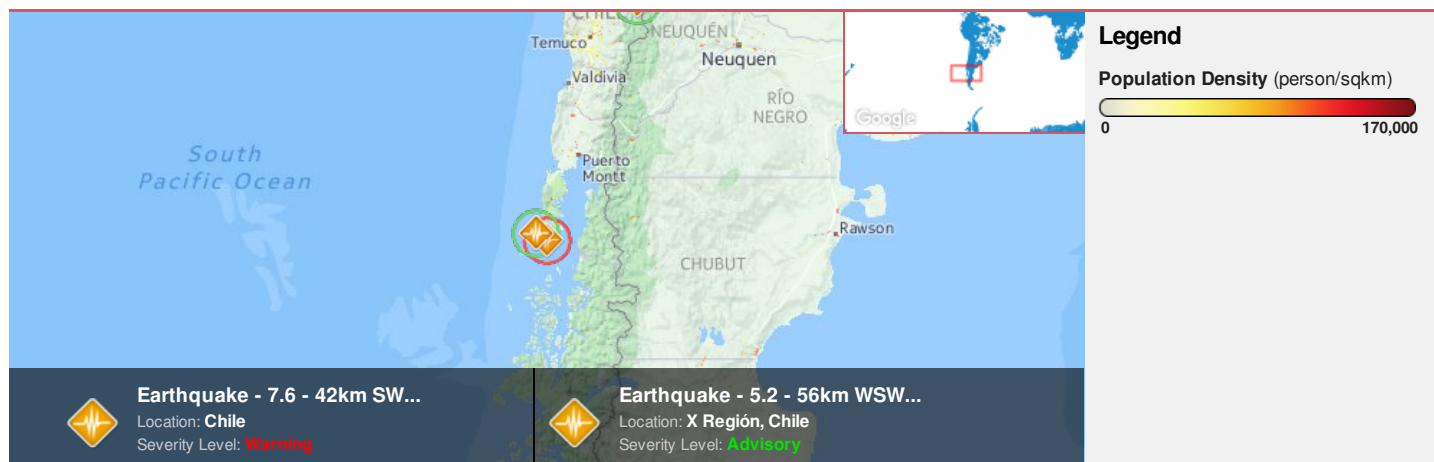 CHILE
NEUQUÉN
Temuco
Neuquen
Valdivia
RÍO
NEGRO
Google
South
Pacific Ocean
Puerto
Montt
Rawson
CHUBUT
Legend
Population Density (person/sqkm)
0 170,000
Earthquake - 7.6 - 42km SW...
Location: Chile
Severity Level: Warning
Earthquake - 5.2 - 56km WSW...
Location: X Región, Chile
Severity Level: Advisory